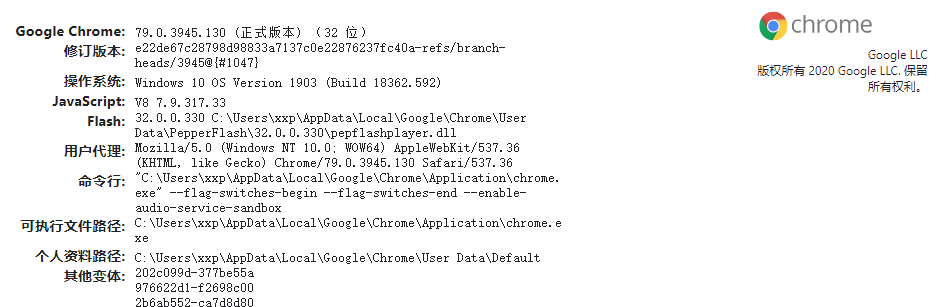 Google Chrome: 79.0.3945.130 (正式版本) (32 位)
修订版本: e22de67c28798d98833a7137c0e22876237fc40a-refs/branch-
heads/3945@{#1047}
操作系统: Windows 10 OS Version 1903 (Build 18362.592)
JavaScript: V8 7.9.317.33
Flash: 32.0.0.330 C:\Users\xxp\AppData\Local\Google\Chrome\User
Data\PepperFlash\32.0.0.330\pepflashplayer.dll
用户代理: Mozilla/5.0 (Windows NT 10.0; WOW64) AppleWebKit/537.36
(KHTML, like Gecko) Chrome/79.0.3945.130 Safari/537.36
命令行: "C:\Users\xxp\AppData\Local\Google\Chrome\Application\chrome.
exe" --flag-switches-begin --flag-switches-end --enable-
audio-service-sandbox
可执行文件路径: C:\Users\xxp\AppData\Local\Google\Chrome\Application\chrome.e
xe
个人资料路径: C:\Users\xxp\AppData\Local\Google\Chrome\User Data\Default
其他变体: 202c099d-377be55a
976622d1-f2698c00
2b6ab552-ca7d8d80
chrome
Google LLC
版权所有 2020 Google LLC. 保留
所有权利。